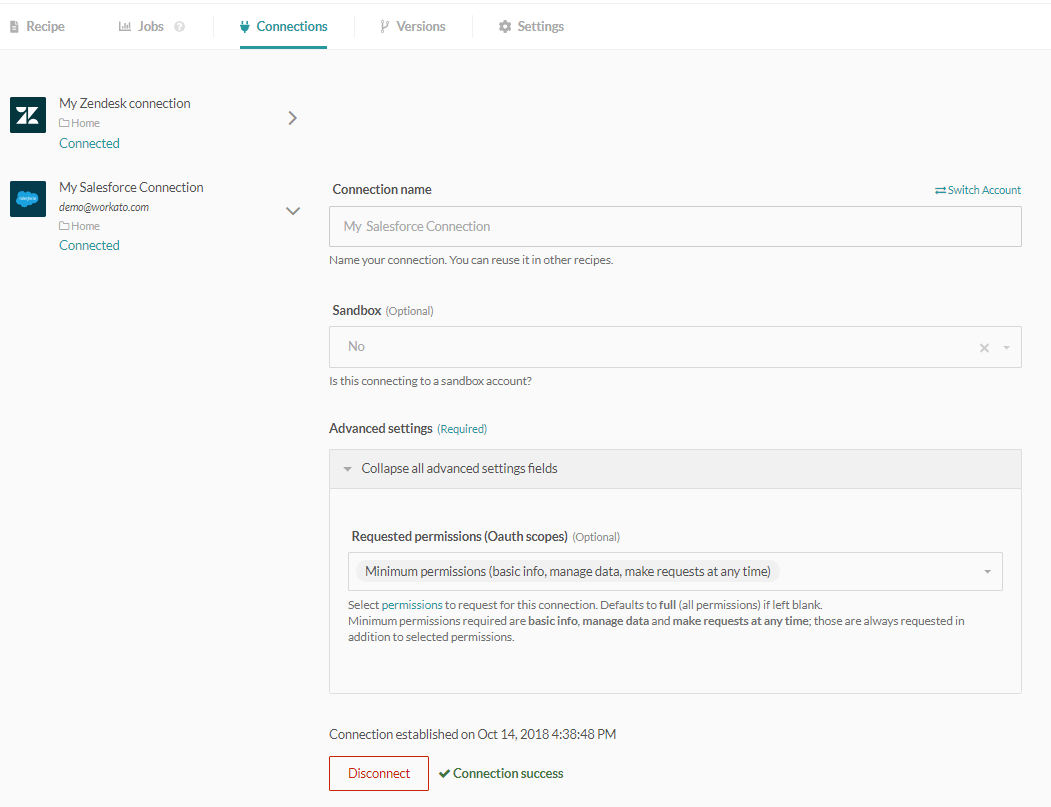 Recipe
Jobs ?
Connections
Versions
Settings
My Zendesk connection
Home
Connected
My Salesforce Connection
demo@workato.com
Home
Connected
Connection name
Switch Account
My Salesforce Connection
Name your connection. You can reuse it in other recipes.
Sandbox (Optional)
No
Is this connecting to a sandbox account?
Advanced settings (Required)
Collapse all advanced settings fields
Requested permissions (Oauth scopes) (Optional)
Minimum permissions (basic info, manage data, make requests at any time)
Select permissions to request for this connection. Defaults to full (all permissions) if left blank.
Minimum permissions required are basic info, manage data and make requests at any time; those are always requested in
addition to selected permissions.
Connection established on Oct 14, 2018 4:38:48 PM
Disconnect
Connection success